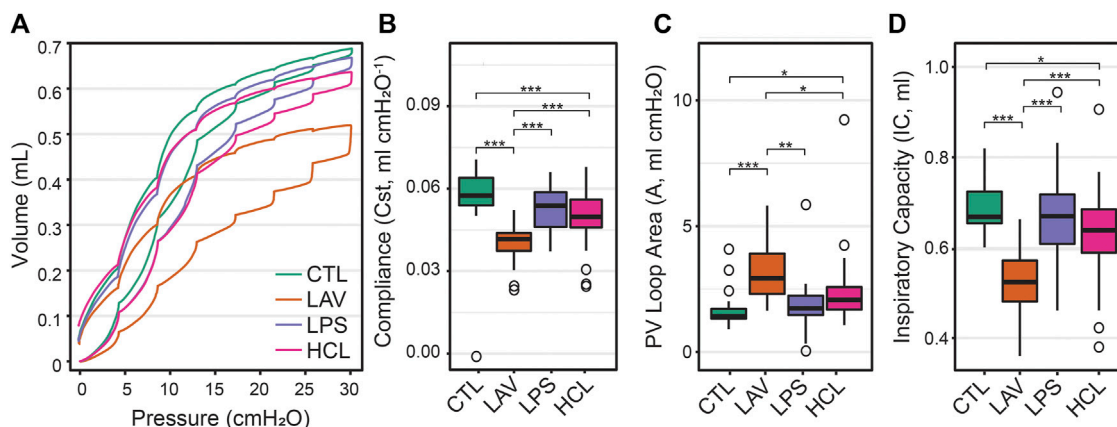 A
Volume (mL)
0.7
0.6
0.5
0.4
0.3
0.2
0.1
0
CTL
LAV
LPS
HCL
0 5 10 15 20 25 30
Pressure (cmH₂O)
B
Compliance (Cst, ml cmH₂O⁻¹)
0.09
0.06
0.03
0.00
***
***
***
***
CTL
LAV
LPS
HCL
C
PV Loop Area (A, ml cmH₂O)
10
5
0
*
*
**
***
CTL
LAV
LPS
HCL
D
Inspiratory Capacity (IC, ml)
1.0
0.8
0.6
0.4
*
***
***
***
CTL
LAV
LPS
HCL